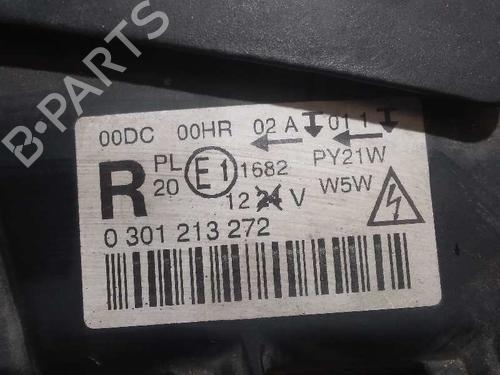 00DC 00HR 02 A 01 1
R PL 20 E1 1682 PY21W
12 24 V W5W
0 301 213 272
B-PARTS